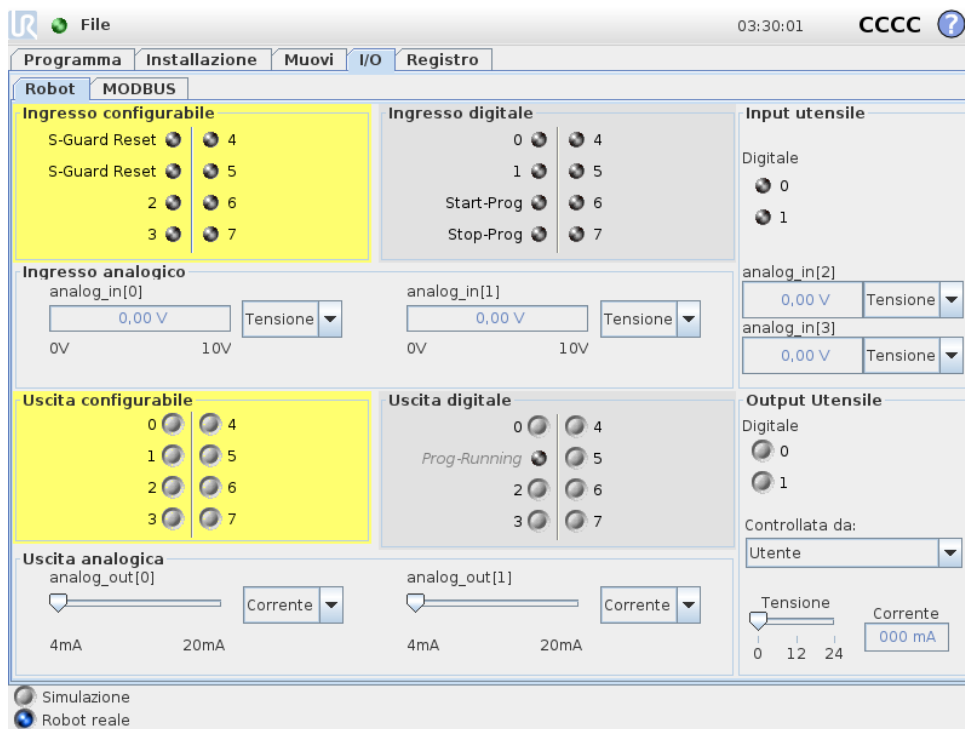 UR File 03:30:01 CCCC ?
Programma Installazione Muovi I/O Registro
Robot MODBUS
Ingresso configurabile
S-Guard Reset 4
S-Guard Reset 5
2 6
3 7
Ingresso digitale
0 4
1 5
Start-Prog 6
Stop-Prog 7
Input utensile
Digitale
0
1
Ingresso analogico
analog_in[0]
0,00 V Tensione
0V 10V
analog_in[1]
0,00 V Tensione
0V 10V
analog_in[2]
0,00 V Tensione
analog_in[3]
0,00 V Tensione
Uscita configurabile
0 4
1 5
2 6
3 7
Uscita digitale
0 4
Prog-Running 5
2 6
3 7
Output Utensile
Digitale
0
1
Controllata da:
Utente
Uscita analogica
analog_out[0]
Corrente
4mA 20mA
analog_out[1]
Corrente
4mA 20mA
Tensione
0 12 24
Corrente
000 mA
Simulazione
Robot reale